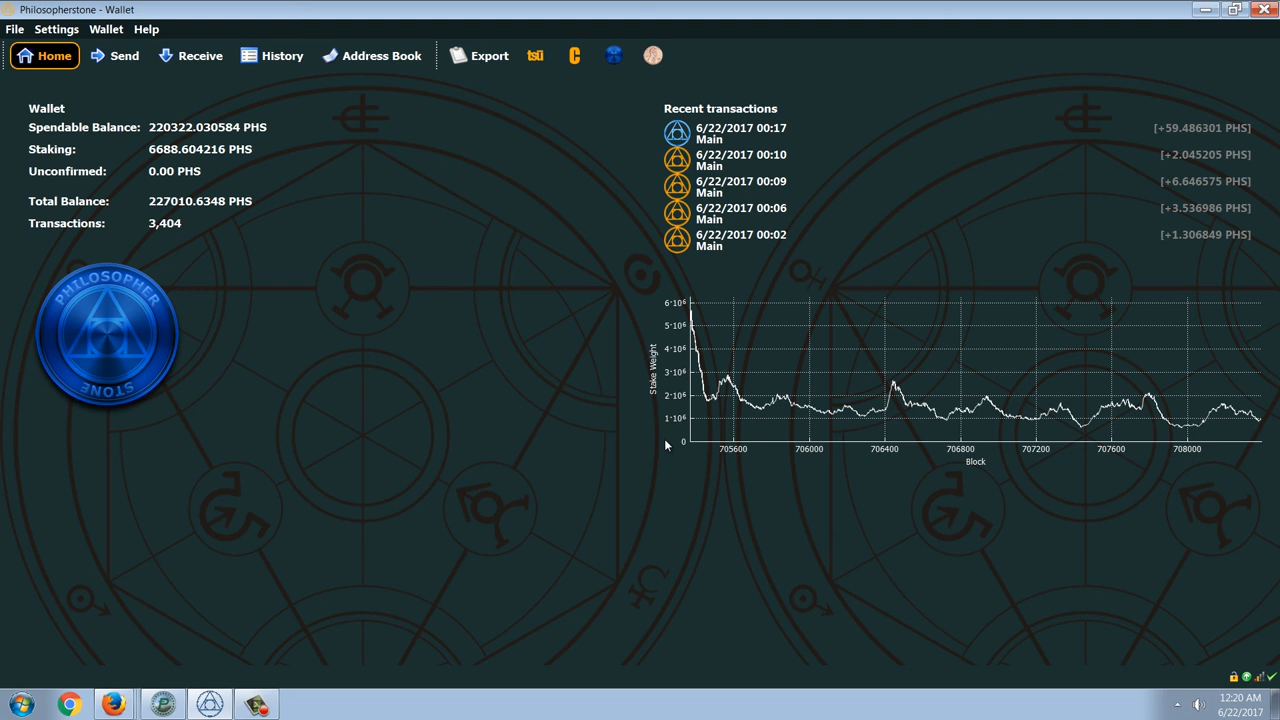 Philosopherstone - Wallet
File Settings Wallet Help
Home Send Receive History Address Book Export tsū C
Wallet
Spendable Balance: 220322.030584 PHS
Staking: 6688.604216 PHS
Unconfirmed: 0.00 PHS
Total Balance: 227010.6348 PHS
Transactions: 3,404
PHILOSOPHER
STONE
Recent transactions
6/22/2017 00:17 [+59.486301 PHS]
Main
6/22/2017 00:10 [+2.045205 PHS]
Main
6/22/2017 00:09 [+6.646575 PHS]
Main
6/22/2017 00:06 [+3.536986 PHS]
Main
6/22/2017 00:02 [+1.306849 PHS]
Main
Stake Weight
6·10⁶
5·10⁶
4·10⁶
3·10⁶
2·10⁶
1·10⁶
0
705600 706000 706400 706800 707200 707600 708000
Block
12:20 AM
6/22/2017